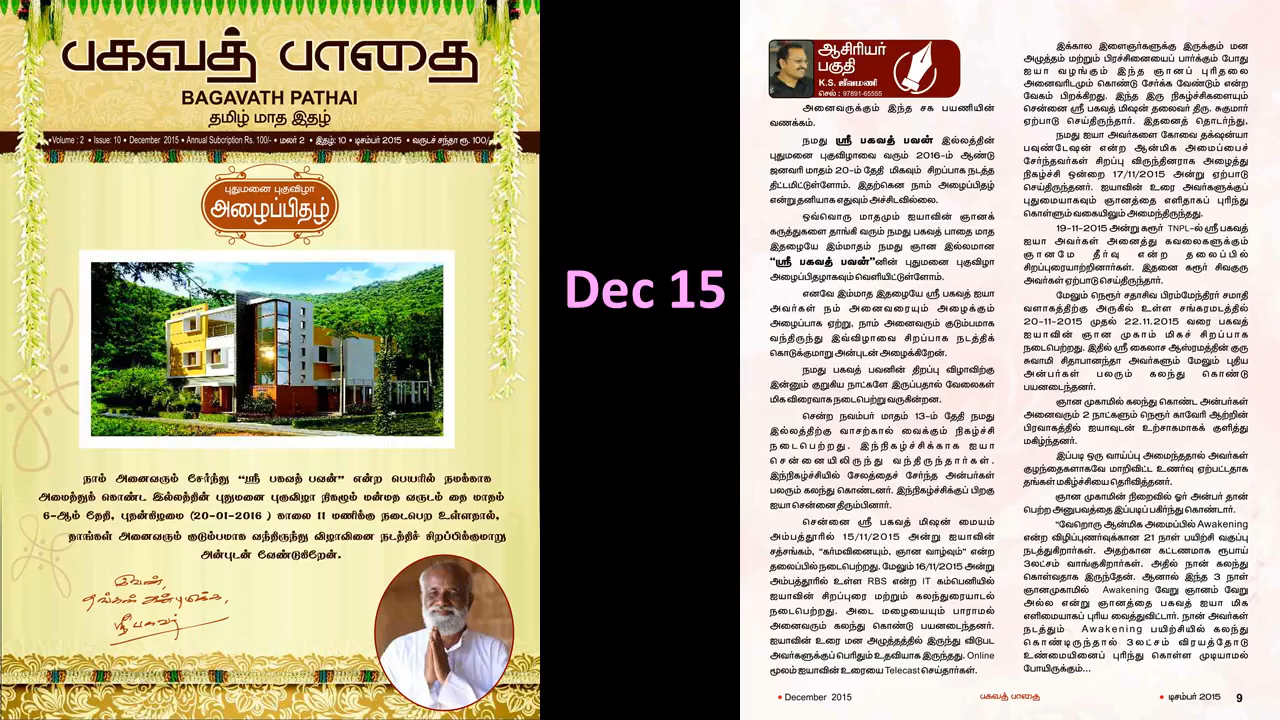 பகவத் பாதை
BAGAVATH PATHAI
தமிழ் மாத இதழ்
• Volume : 2 • Issue: 10 • December 2015 • Annual Subcription Rs. 100/- • மலர் 2 • இதழ்: 10 • டிசம்பர் 2015 • வருடச் சந்தா ரூ. 100/-
புதுமனை புகுவிழா
அழைப்பிதழ்
நாம் அனைவரும் சேர்ந்து “ஸ்ரீ பகவத் பவன்” என்ற பெயரில் நமக்காக
அமைத்துக் கொண்ட இல்லத்தின் புதுமனை புகுவிழா நிகழும் மன்மத வருடம் தை மாதம்
6-ஆம் தேதி, புதன்கிழமை (20-01-2016 ) காலை 11 மணிக்கு நடைபெற உள்ளதால்,
தாங்கள் அனைவரும் குடும்பமாக வந்திருந்து விழாவினை நடத்திச் சிறப்பிக்குமாறு
அன்புடன் வேண்டுகிறேன்.
இவண்,
தங்கள் அன்புமிக்க,
ஸ்ரீ பகவத்
Dec 15
ஆசிரியர்
பகுதி
K.S. ஜீவமணி
செல் : 97891-65555
அனைவருக்கும் இந்த சக பயணியின்
வணக்கம்.
நமது ஸ்ரீ பகவத் பவன் இல்லத்தின்
புதுமனை புகுவிழாவை வரும் 2016-ம் ஆண்டு
ஜனவரி மாதம் 20-ம் தேதி மிகவும் சிறப்பாக நடத்த
திட்டமிட்டுள்ளோம். இதற்கென நாம் அழைப்பிதழ்
என்று தனியாக எதுவும் அச்சிடவில்லை.
ஒவ்வொரு மாதமும் ஐயாவின் ஞானக்
கருத்துகளை தாங்கி வரும் நமது பகவத் பாதை மாத
இதழையே இம்மாதம் நமது ஞான இல்லமான
“ஸ்ரீ பகவத் பவன்”னின் புதுமனை புகுவிழா
அழைப்பிதழாகவும் வெளியிட்டுள்ளோம்.
எனவே இம்மாத இதழையே ஸ்ரீ பகவத் ஐயா
அவர்கள் நம் அனைவரையும் அழைக்கும்
அழைப்பாக ஏற்று, நாம் அனைவரும் குடும்பமாக
வந்திருந்து இவ்விழாவை சிறப்பாக நடத்திக்
கொடுக்குமாறு அன்புடன் அழைக்கிறேன்.
நமது பகவத் பவனின் திறப்பு விழாவிற்கு
இன்னும் குறுகிய நாட்களே இருப்பதால் வேலைகள்
மிக விரைவாக நடைபெற்று வருகின்றன.
சென்ற நவம்பர் மாதம் 13-ம் தேதி நமது
இல்லத்திற்கு வாசற்கால் வைக்கும் நிகழ்ச்சி
நடைபெற்றது. இந்நிகழ்ச்சிக்காக ஐயா
சென்னையிலிருந்து வந்திருந்தார்கள்.
இந்நிகழ்ச்சியில் சேலத்தைச் சேர்ந்த அன்பர்கள்
பலரும் கலந்து கொண்டனர். இந்நிகழ்ச்சிக்குப் பிறகு
ஐயா சென்னை திரும்பினார்.
சென்னை ஸ்ரீ பகவத் மிஷன் மையம்
அம்பத்தூரில் 15/11/2015 அன்று ஐயாவின்
சத்சங்கம், “கர்மவினையும், ஞான வாழ்வும்” என்ற
தலைப்பில் நடைபெற்றது. மேலும் 16/11/2015 அன்று
அம்பத்தூரில் உள்ள RBS என்ற IT கம்பெனியில்
ஐயாவின் சிறப்புரை மற்றும் கலந்துரையாடல்
நடைபெற்றது. அடை மழையையும் பாராமல்
அனைவரும் கலந்து கொண்டு பயனடைந்தனர்.
ஐயாவின் உரை மன அழுத்தத்தில் இருந்து விடுபட
அவர்களுக்குப் பெரிதும் உதவியாக இருந்தது. Online
மூலம் ஐயாவின் உரையை Telecast செய்தார்கள்.
இக்கால இளைஞர்களுக்கு இருக்கும் மன
அழுத்தம் மற்றும் பிரச்சினையைப் பார்க்கும் போது
ஐயா வழங்கும் இந்த ஞானப் புரிதலை
அனைவரிடமும் கொண்டு சேர்க்க வேண்டும் என்ற
வேகம் பிறக்கிறது. இந்த இரு நிகழ்ச்சிகளையும்
சென்னை ஸ்ரீ பகவத் மிஷன் தலைவர் திரு. சுகுமார்
ஏற்பாடு செய்திருந்தார். இதனைத் தொடர்ந்து,
நமது ஐயா அவர்களை கோவை தக்ஷன்யா
பவுண்டேஷன் என்ற ஆன்மிக அமைப்பைச்
சேர்ந்தவர்கள் சிறப்பு விருந்தினராக அழைத்து
நிகழ்ச்சி ஒன்றை 17/11/2015 அன்று ஏற்பாடு
செய்திருந்தனர். ஐயாவின் உரை அவர்களுக்குப்
புதுமையாகவும் ஞானத்தை எளிதாகப் புரிந்து
கொள்ளும் வகையிலும் அமைந்திருந்தது.
19-11-2015 அன்று கரூர் TNPL-ல் ஸ்ரீ பகவத்
ஐயா அவர்கள் அனைத்து கவலைகளுக்கும்
ஞானமே தீர்வு என்ற தலைப்பில்
சிறப்புரையாற்றினார்கள். இதனை கரூர் சிவகுரு
அவர்கள் ஏற்பாடு செய்திருந்தார்.
மேலும் நெரூர் சதாசிவ பிரம்மேந்திரர் சமாதி
வளாகத்திற்கு அருகில் உள்ள சங்கரமடத்தில்
20-11-2015 முதல் 22.11.2015 வரை பகவத்
ஐயாவின் ஞான முகாம் மிகச் சிறப்பாக
நடைபெற்றது. இதில் ஸ்ரீ கைலாச ஆஸ்ரமத்தின் குரு
சுவாமி சிதாபானந்தா அவர்களும் மேலும் புதிய
அன்பர்கள் பலரும் கலந்து கொண்டு
பயனடைந்தனர்.
ஞான முகாமில் கலந்து கொண்ட அன்பர்கள்
அனைவரும் 2 நாட்களும் நெரூர் காவேரி ஆற்றின்
பிரவாகத்தில் ஐயாவுடன் உற்சாகமாகக் குளித்து
மகிழ்ந்தனர்.
இப்படி ஒரு வாய்ப்பு அமைந்ததால் அவர்கள்
குழந்தைகளாகவே மாறிவிட்ட உணர்வு ஏற்பட்டதாக
தங்கள் மகிழ்ச்சியை தெரிவித்தனர்.
ஞான முகாமின் நிறைவில் ஓர் அன்பர் தான்
பெற்ற அனுபவத்தை இப்படிப் பகிர்ந்து கொண்டார்.
“வேறொரு ஆன்மிக அமைப்பில் Awakening
என்ற விழிப்புணர்வுக்கான 21 நாள் பயிற்சி வகுப்பு
நடத்துகிறார்கள். அதற்கான கட்டணமாக ரூபாய்
3லட்சம் வாங்குகிறார்கள். அதில் நான் கலந்து
கொள்வதாக இருந்தேன். ஆனால் இந்த 3 நாள்
ஞானமுகாமில் Awakening வேறு ஞானம் வேறு
அல்ல என்று ஞானத்தை பகவத் ஐயா மிக
எளிமையாகப் புரிய வைத்துவிட்டார். நான் அவர்கள்
நடத்தும் Awakening பயிற்சியில் கலந்து
கொண்டிருந்தால் 3லட்சம் விரயத்தோடு
உண்மையினைப் புரிந்து கொள்ள முடியாமல்
போயிருக்கும்...
• December 2015
பகவத் பாதை
• டிசம்பர் 2015 9